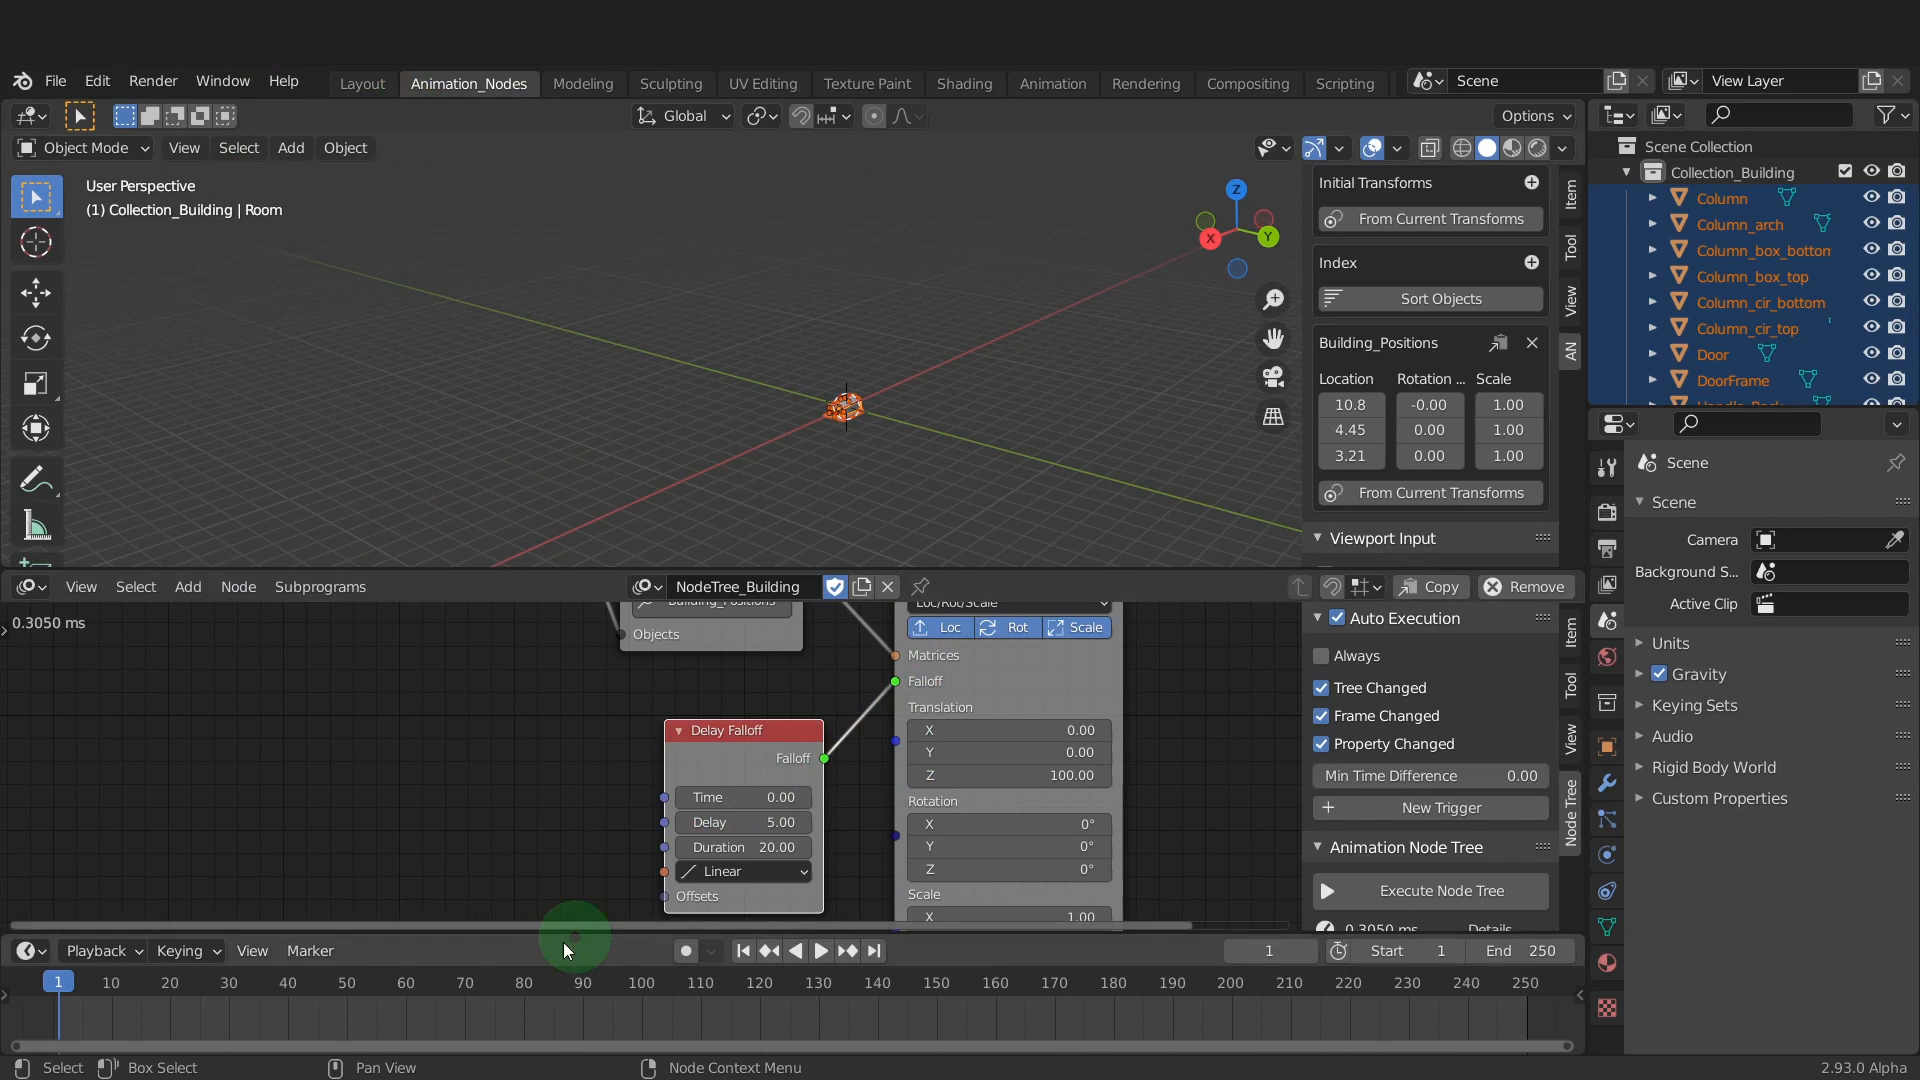 File Edit Render Window Help Layout Animation_Nodes Modeling Sculpting UV Editing Texture Paint Shading Animation Rendering Compositing Scripting Scene View Layer
Global Options
Object Mode View Select Add Object
User Perspective
(1) Collection_Building | Room
Z
X
Y
Initial Transforms
From Current Transforms
Index
Sort Objects
Building_Positions
Location Rotation ... Scale
10.8 -0.00 1.00
4.45 0.00 1.00
3.21 0.00 1.00
From Current Transforms
Viewport Input
Item
Tool
View
AN
Scene Collection
Collection_Building
Column
Column_arch
Column_box_bottom
Column_box_top
Column_cir_bottom
Column_cir_top
Door
DoorFrame
Scene
Scene
Camera
Background S...
Active Clip
Units
Gravity
Keying Sets
Audio
Rigid Body World
Custom Properties
View Select Add Node Subprograms NodeTree_Building Copy Remove
0.3050 ms
Building_Positions
Objects
Loc/Rot/Scale
Loc Rot Scale
Matrices
Falloff
Translation
X 0.00
Y 0.00
Z 100.00
Rotation
X 0°
Y 0°
Z 0°
Scale
X 1.00
Delay Falloff
Falloff
Time 0.00
Delay 5.00
Duration 20.00
Linear
Offsets
Auto Execution
Always
Tree Changed
Frame Changed
Property Changed
Min Time Difference 0.00
New Trigger
Animation Node Tree
Execute Node Tree
0.3050 ms Details
Item
Tool
View
Node Tree
Playback Keying View Marker 1 Start 1 End 250
1 10 20 30 40 50 60 70 80 90 100 110 120 130 140 150 160 170 180 190 200 210 220 230 240 250
Select Box Select Pan View Node Context Menu 2.93.0 Alpha